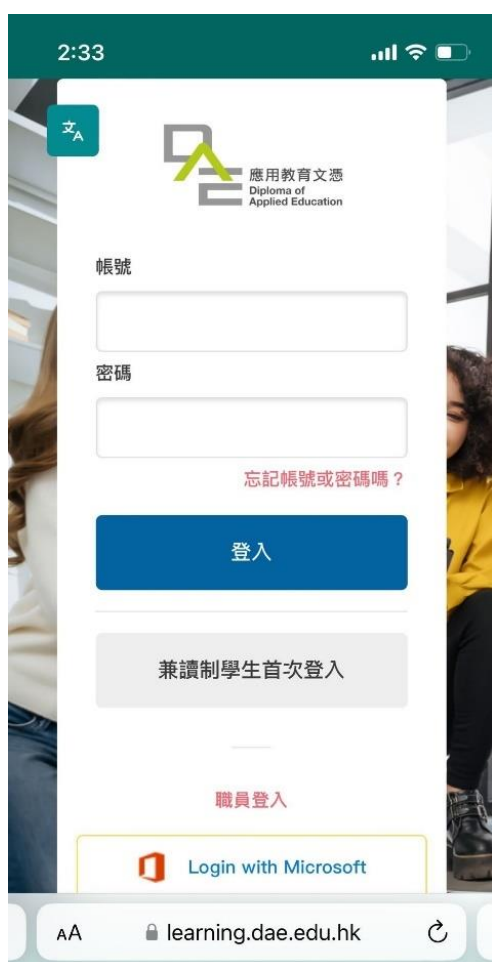 2:33
文A
應用教育文憑
Diploma of
Applied Education
帳號
密碼
忘記帳號或密碼嗎？
登入
兼讀制學生首次登入
職員登入
Login with Microsoft
AA learning.dae.edu.hk